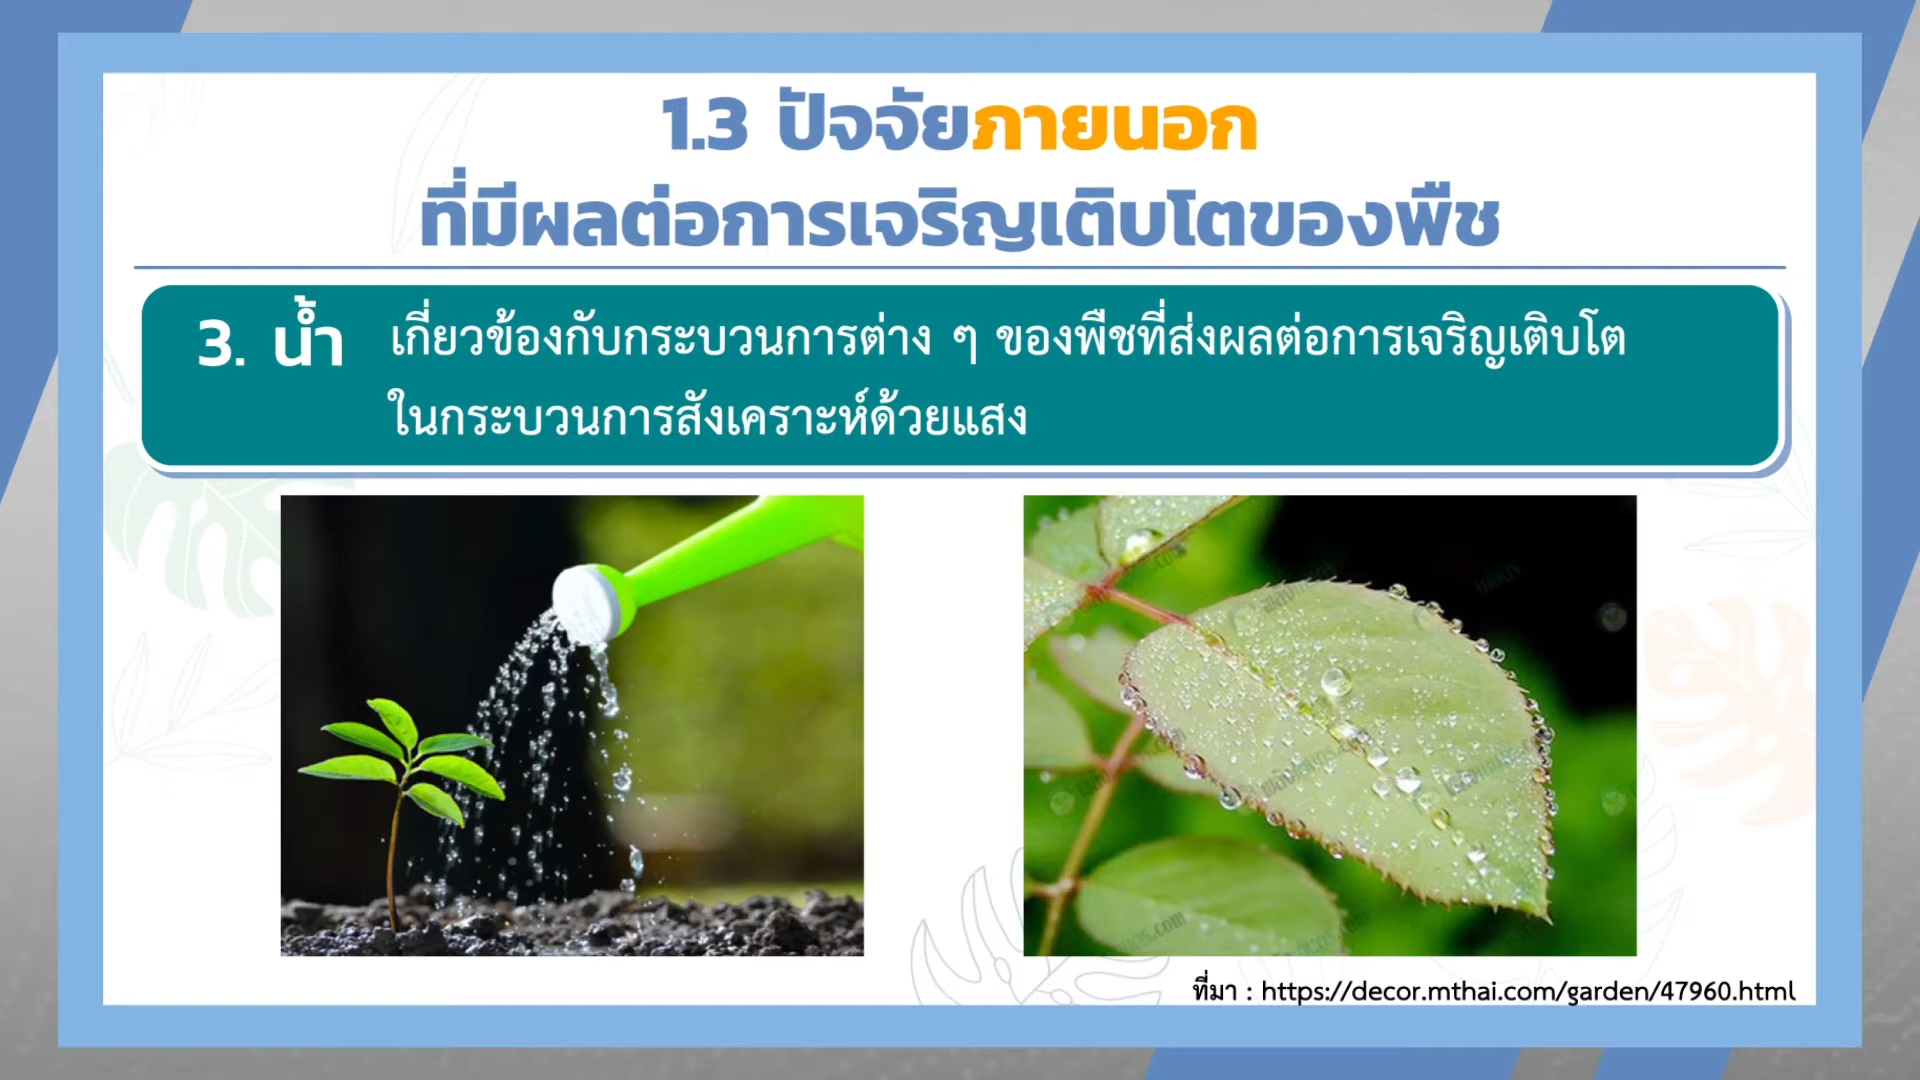 1.3 ปัจจัยภายนอก
ที่มีผลต่อการเจริญเติบโตของพืช
3. น้ำ เกี่ยวข้องกับกระบวนการต่าง ๆ ของพืชที่ส่งผลต่อการเจริญเติบโต
ในกระบวนการสังเคราะห์ด้วยแสง
ที่มา : https://decor.mthai.com/garden/47960.html